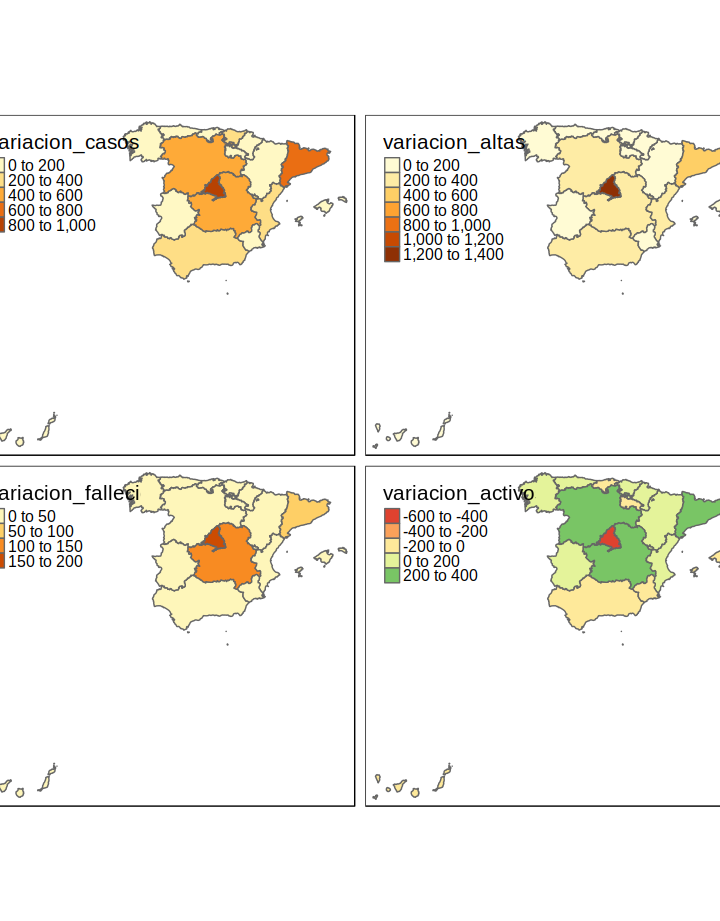 ariacion_casos
0 to 200
200 to 400
400 to 600
600 to 800
800 to 1,000
variacion_altas
0 to 200
200 to 400
400 to 600
600 to 800
800 to 1,000
1,000 to 1,200
1,200 to 1,400
ariacion_falleci
0 to 50
50 to 100
100 to 150
150 to 200
variacion_activo
-600 to -400
-400 to -200
-200 to 0
0 to 200
200 to 400